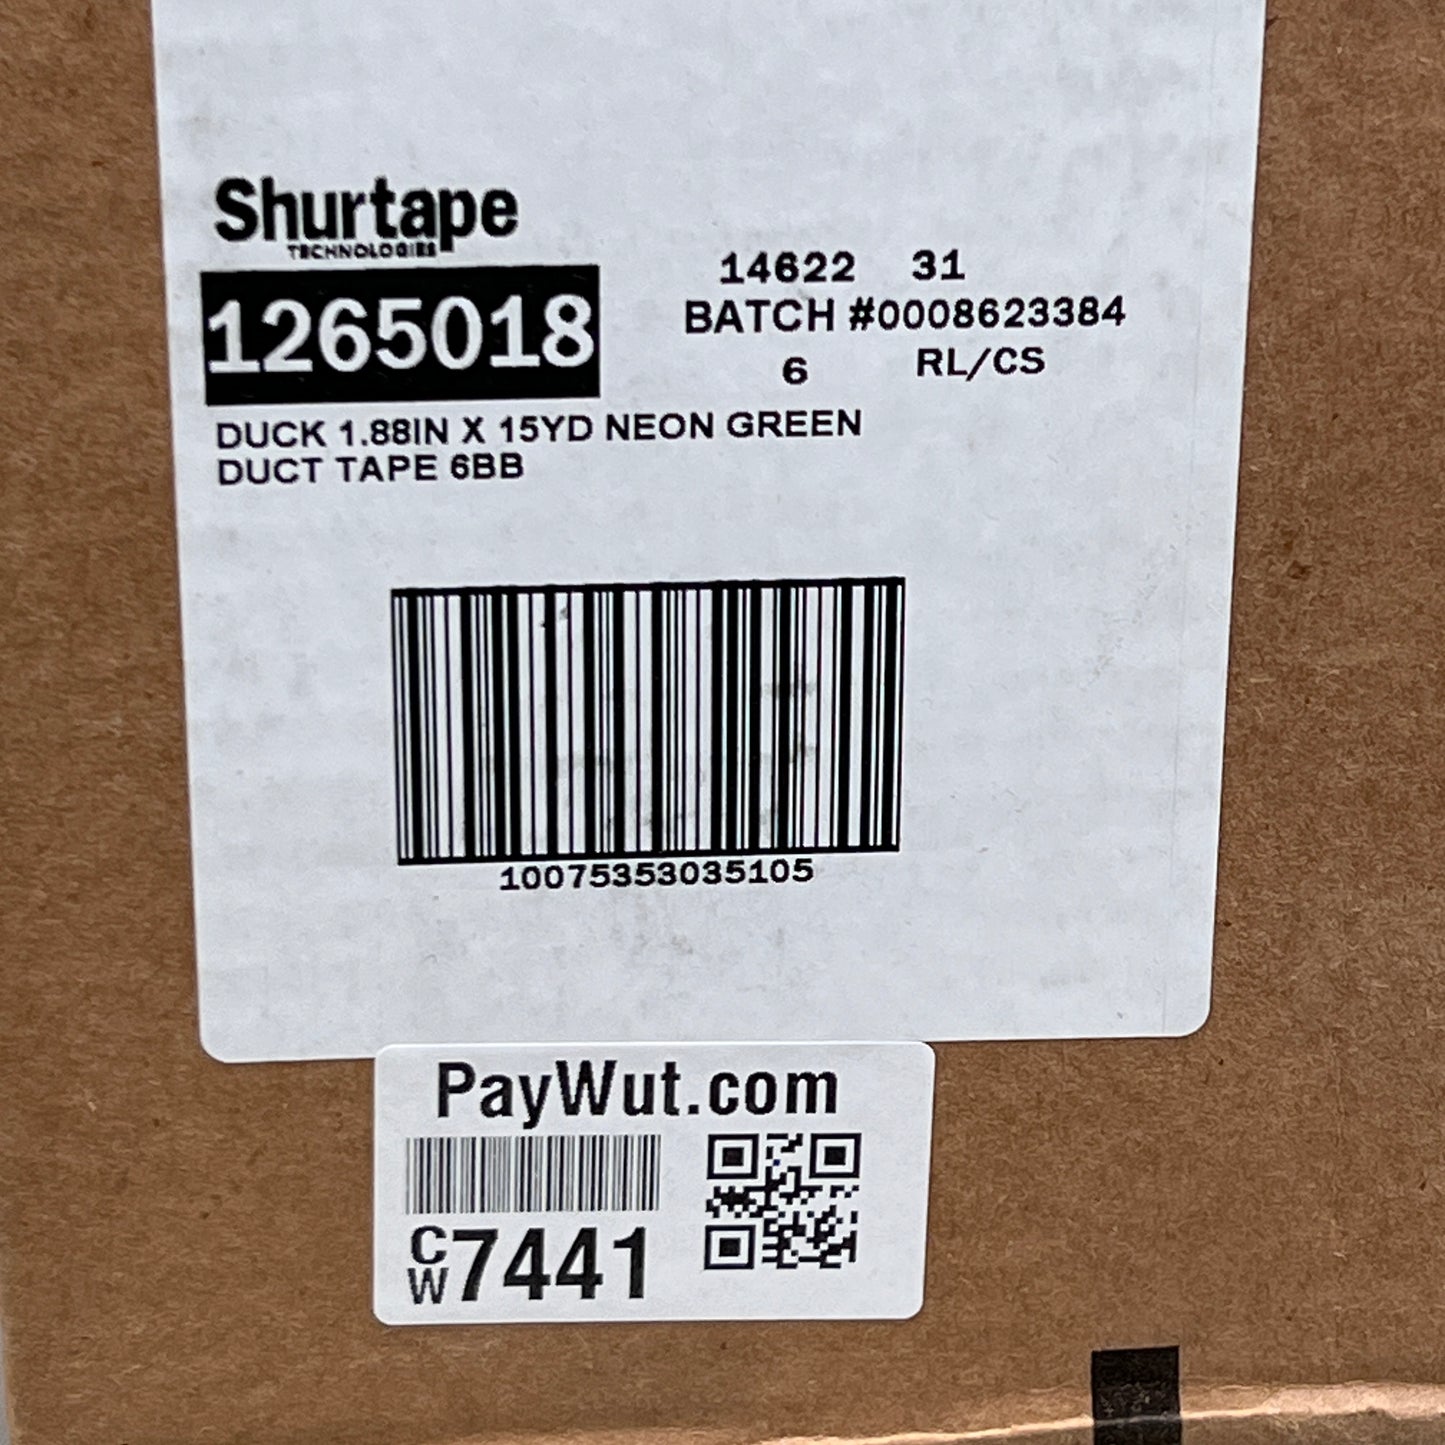 Shurtape
TECHNOLOGIES
1265018
14622 31
BATCH #0008623384
6 RL/CS
DUCK 1.88IN X 15YD NEON GREEN
DUCT TAPE 6BB
10075353035105
PayWut.com
CW7441